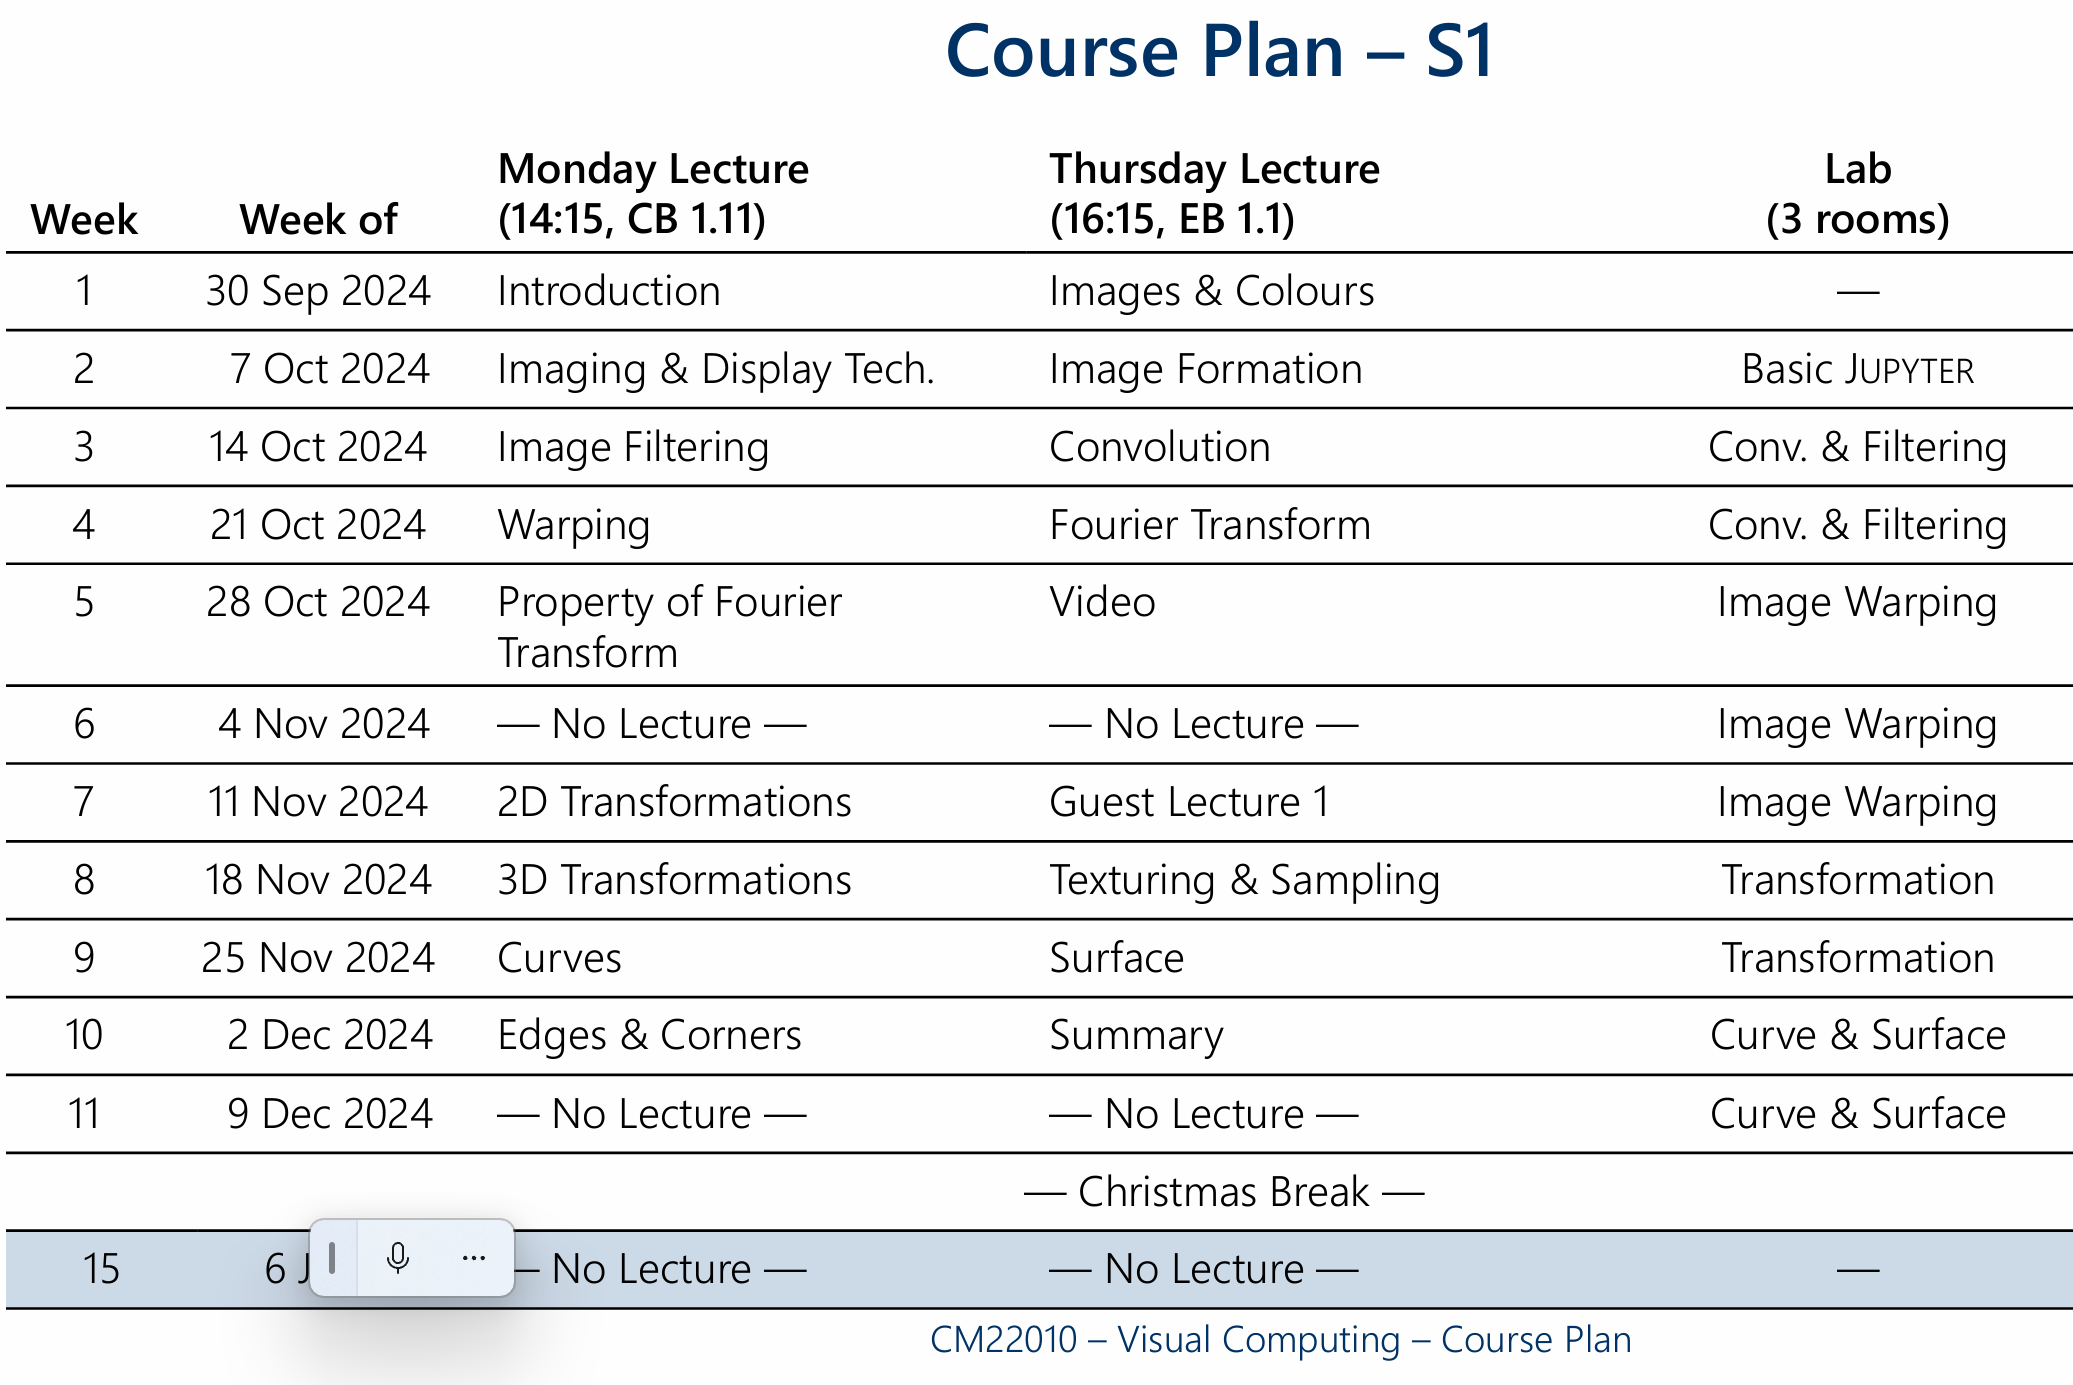 Course Plan – S1
Week Week of Monday Lecture (14:15, CB 1.11) Thursday Lecture (16:15, EB 1.1) Lab (3 rooms)
1 30 Sep 2024 Introduction Images & Colours —
2 7 Oct 2024 Imaging & Display Tech. Image Formation Basic JUPYTER
3 14 Oct 2024 Image Filtering Convolution Conv. & Filtering
4 21 Oct 2024 Warping Fourier Transform Conv. & Filtering
5 28 Oct 2024 Property of Fourier Transform Video Image Warping
6 4 Nov 2024 — No Lecture — — No Lecture — Image Warping
7 11 Nov 2024 2D Transformations Guest Lecture 1 Image Warping
8 18 Nov 2024 3D Transformations Texturing & Sampling Transformation
9 25 Nov 2024 Curves Surface Transformation
10 2 Dec 2024 Edges & Corners Summary Curve & Surface
11 9 Dec 2024 — No Lecture — — No Lecture — Curve & Surface
— Christmas Break —
15 6 — No Lecture — — No Lecture — —
CM22010 – Visual Computing – Course Plan